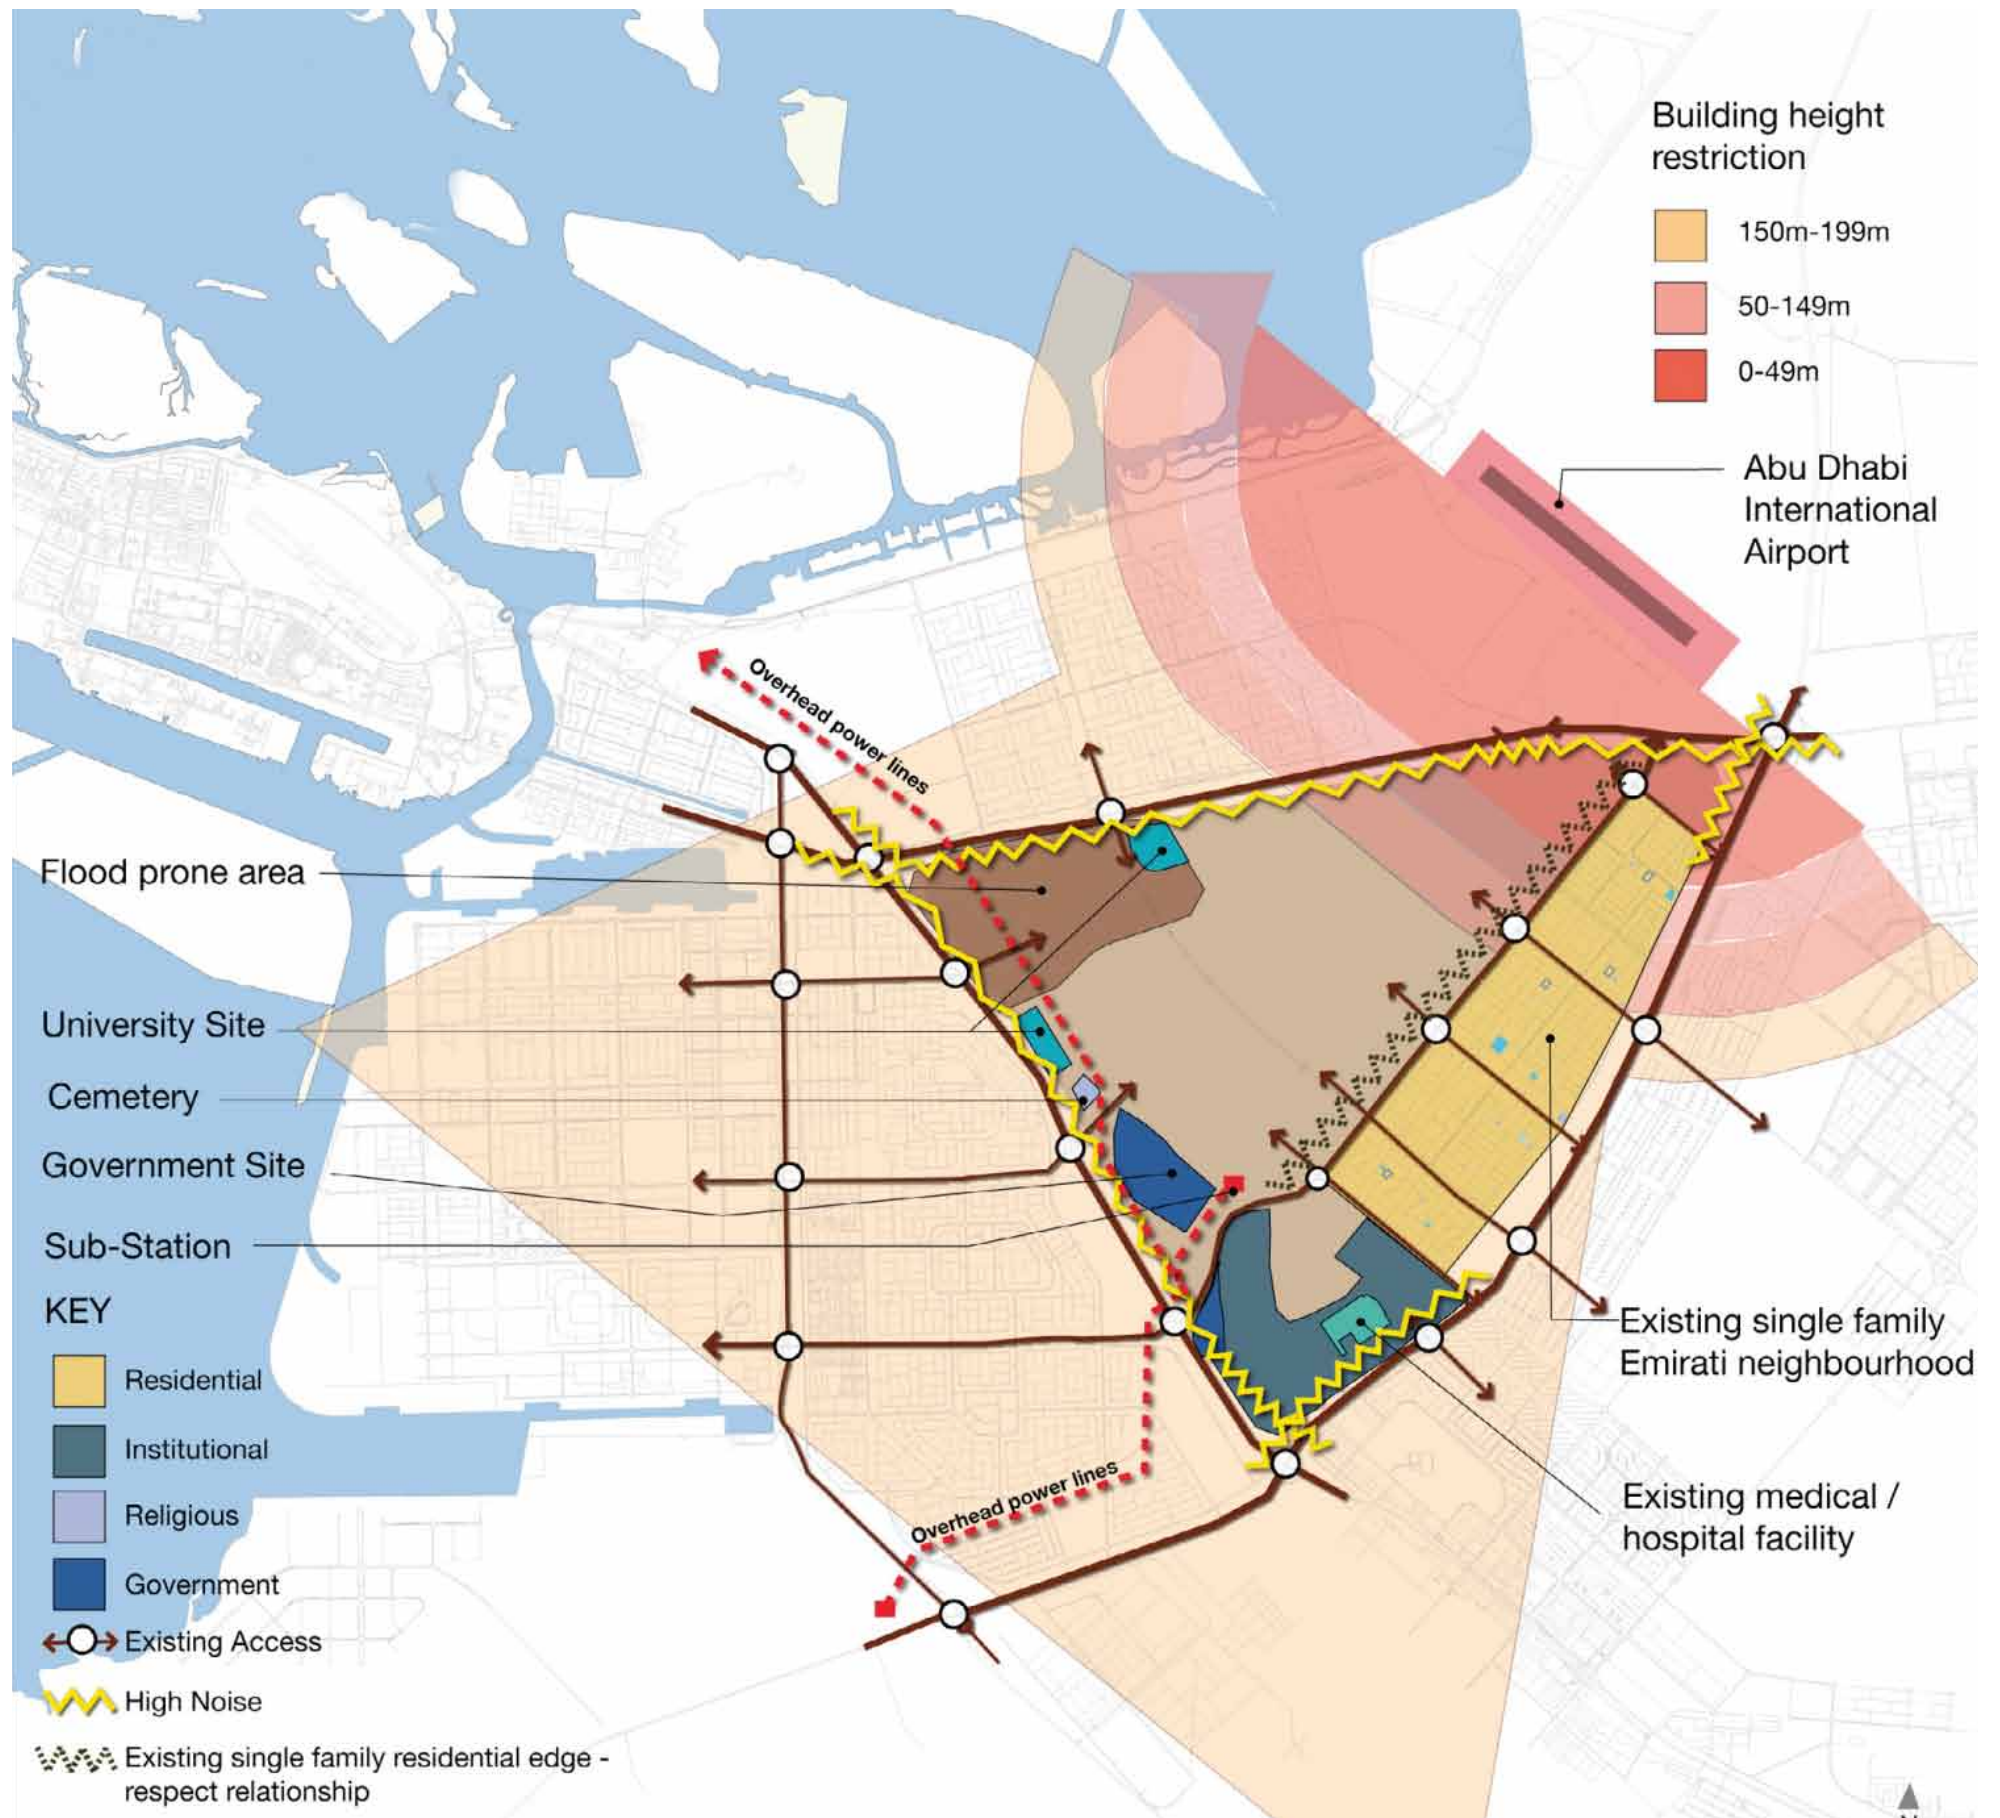 Building height
restriction
150m-199m
50-149m
0-49m
Abu Dhabi
International
Airport
Overhead power lines
Flood prone area
University Site
Cemetery
Government Site
Sub-Station
KEY
Residential
Institutional
Religious
Government
Existing Access
High Noise
Existing single family residential edge -
respect relationship
Overhead power lines
Existing single family
Emirati neighbourhood
Existing medical /
hospital facility